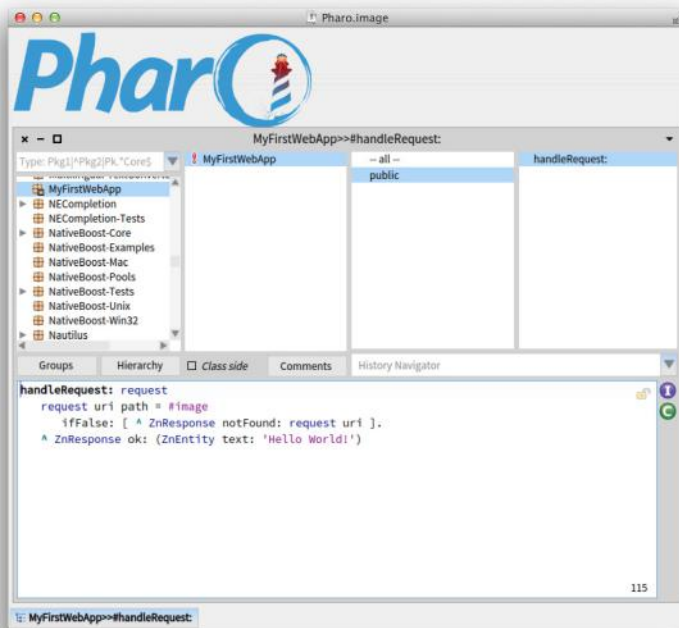 Pharo.image
Pharo
MyFirstWebApp>>#handleRequest:
Type: Pkg1|^Pkg2|Pk.*Core$
MyFirstWebApp
NECompletion
NECompletion-Tests
NativeBoost-Core
NativeBoost-Examples
NativeBoost-Mac
NativeBoost-Pools
NativeBoost-Tests
NativeBoost-Unix
NativeBoost-Win32
Nautilus
! MyFirstWebApp
-- all --
public
handleRequest:
Groups Hierarchy Class side Comments History Navigator
handleRequest: request
request uri path = #image
ifFalse: [ ^ ZnResponse notFound: request uri ].
^ ZnResponse ok: (ZnEntity text: 'Hello World!')
I
C
115
MyFirstWebApp>>#handleRequest: